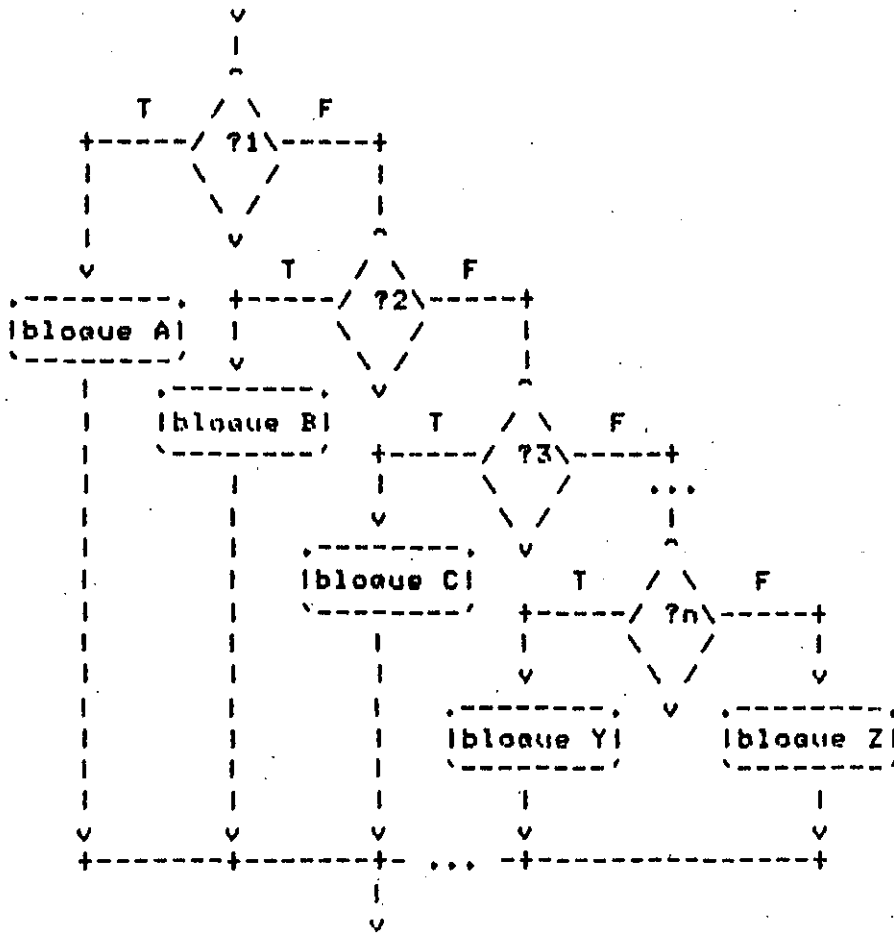 T F
?1
T F
?2
bloque A
bloque B
T F
?3
...
bloque C
T F
?n
bloque Y bloque Z
...